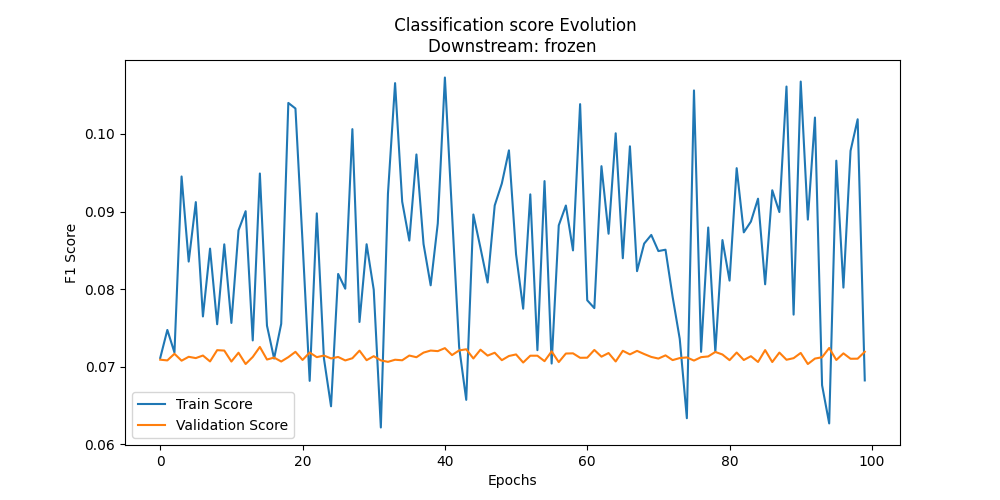 Classification score Evolution
Downstream: frozen
F1 Score
0.10
0.09
0.08
0.07
0.06
Train Score
Validation Score
0
20
40
60
80
100
Epochs